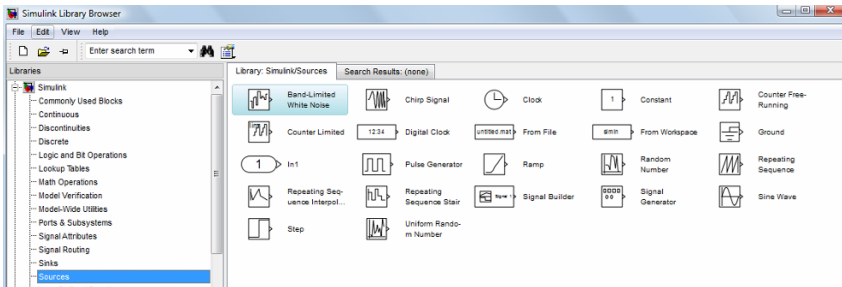 Simulink Library Browser
File Edit View Help
Enter search term
Libraries
Library: Simulink/Sources
Search Results: (none)
Simulink
Commonly Used Blocks
Continuous
Discontinuities
Discrete
Logic and Bit Operations
Lookup Tables
Math Operations
Model Verification
Model-Wide Utilities
Ports & Subsystems
Signal Attributes
Signal Routing
Sinks
Sources
Band-Limited
White Noise
Chirp Signal
Clock
1
Constant
Counter Free-
Running
Counter Limited
12:34
Digital Clock
untitled.mat
From File
simin
From Workspace
Ground
1
In1
Pulse Generator
Ramp
Random
Number
Repeating
Sequence
Repeating Seq-
uence Interpol...
Repeating
Sequence Stair
Signal Builder
Signal
Generator
Sine Wave
Step
Uniform Rando-
m Number